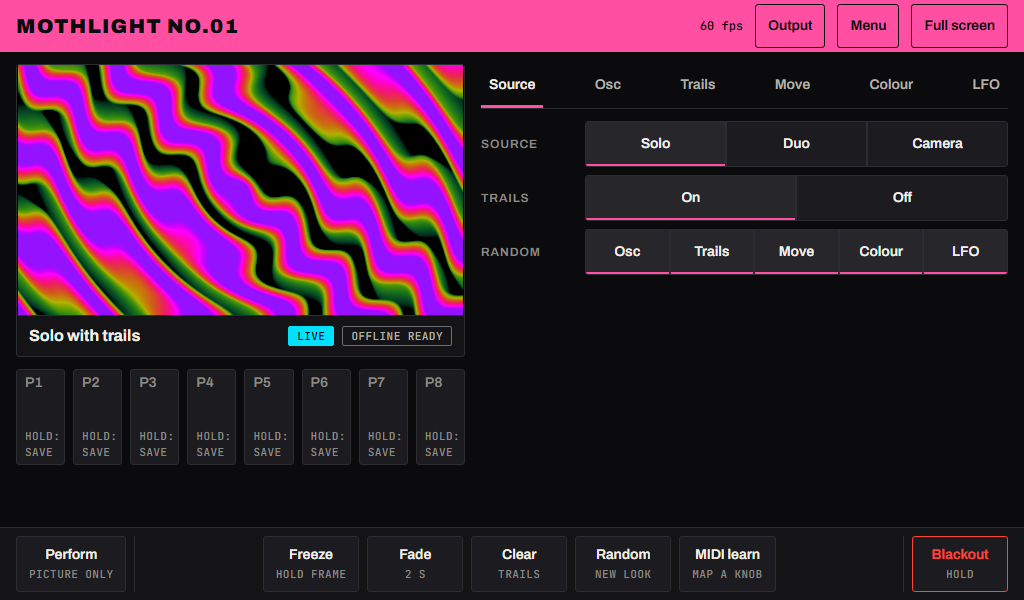 MOTHLIGHT NO.01
60 fps
Output
Menu
Full screen
Solo with trails
LIVE
OFFLINE READY
P1
HOLD:
SAVE
P2
HOLD:
SAVE
P3
HOLD:
SAVE
P4
HOLD:
SAVE
P5
HOLD:
SAVE
P6
HOLD:
SAVE
P7
HOLD:
SAVE
P8
HOLD:
SAVE
Source
Osc
Trails
Move
Colour
LFO
SOURCE
Solo
Duo
Camera
TRAILS
On
Off
RANDOM
Osc
Trails
Move
Colour
LFO
Perform
PICTURE ONLY
Freeze
HOLD FRAME
Fade
2 S
Clear
TRAILS
Random
NEW LOOK
MIDI learn
MAP A KNOB
Blackout
HOLD